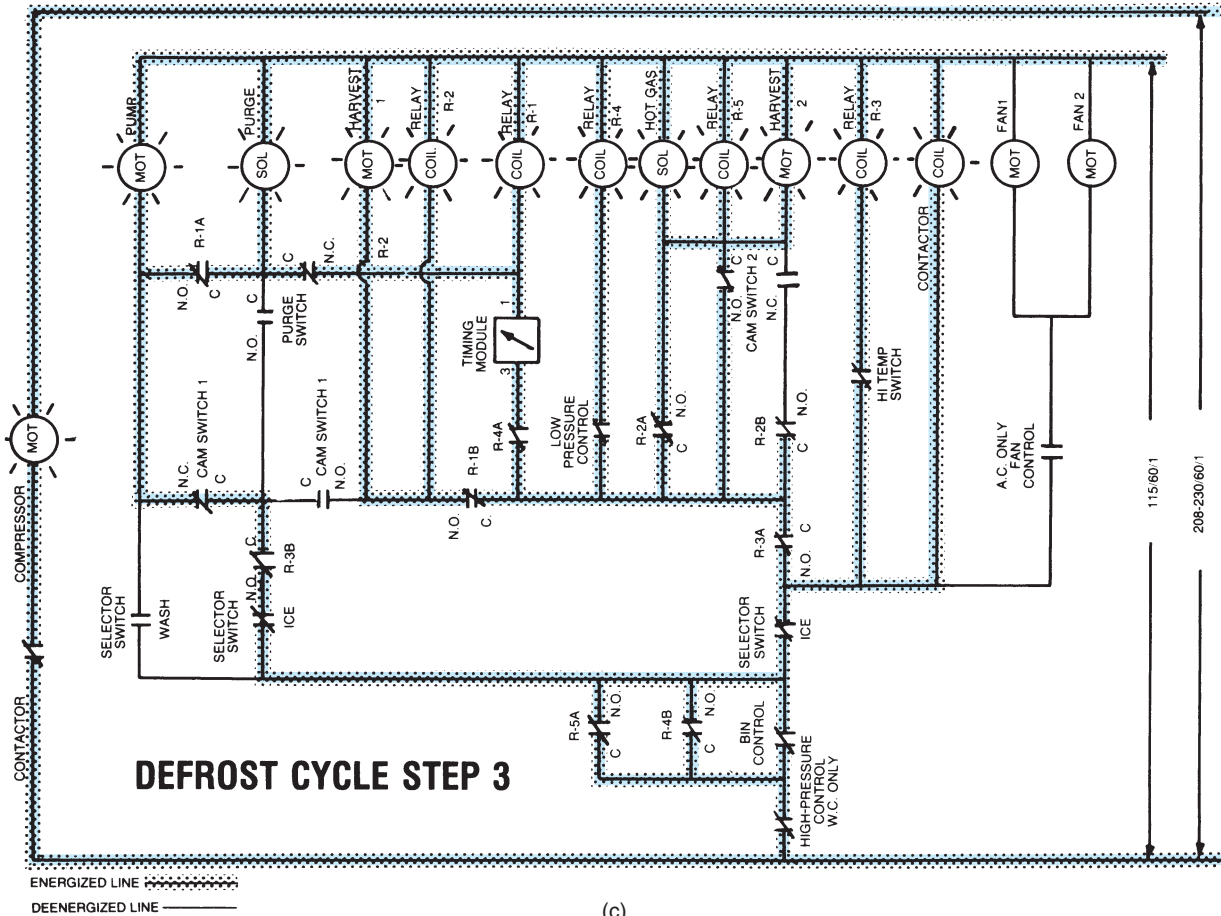 PUMP
PURGE
HARVEST 1
RELAY R-2
RELAY R-1
RELAY R-4
HOT GAS
RELAY R-5
HARVEST 2
RELAY R-3
FAN1
FAN 2
MOT
SOL
MOT
COIL
COIL
COIL
SOL
COIL
MOT
COIL
COIL
MOT
MOT
CONTACTOR
R-1A
N.O.
C
C
N.C.
R-2
C
PURGE SWITCH
N.O.
1
TIMING MODULE
3
C
N.O.
CAM SWITCH 2
C
N.C.
HI TEMP SWITCH
MOT
COMPRESSOR
N.C.
CAM SWITCH 1
C
C
CAM SWITCH 1
N.O.
R-1B
N.O.
C.
R-4A
LOW PRESSURE CONTROL
R-2A
N.O.
C
R-2B
N.O.
C
A.C. ONLY FAN CONTROL
115/60/1
208-230/60/1
SELECTOR SWITCH
WASH
C.
R-3B
N.O.
SELECTOR SWITCH
ICE
R-3A
C
N.O.
SELECTOR SWITCH
ICE
CONTACTOR
R-5A
N.O.
C
R-4B
N.O.
C
BIN CONTROL
HIGH-PRESSURE CONTROL W.C. ONLY
DEFROST CYCLE STEP 3
ENERGIZED LINE
DEENERGIZED LINE
(c)